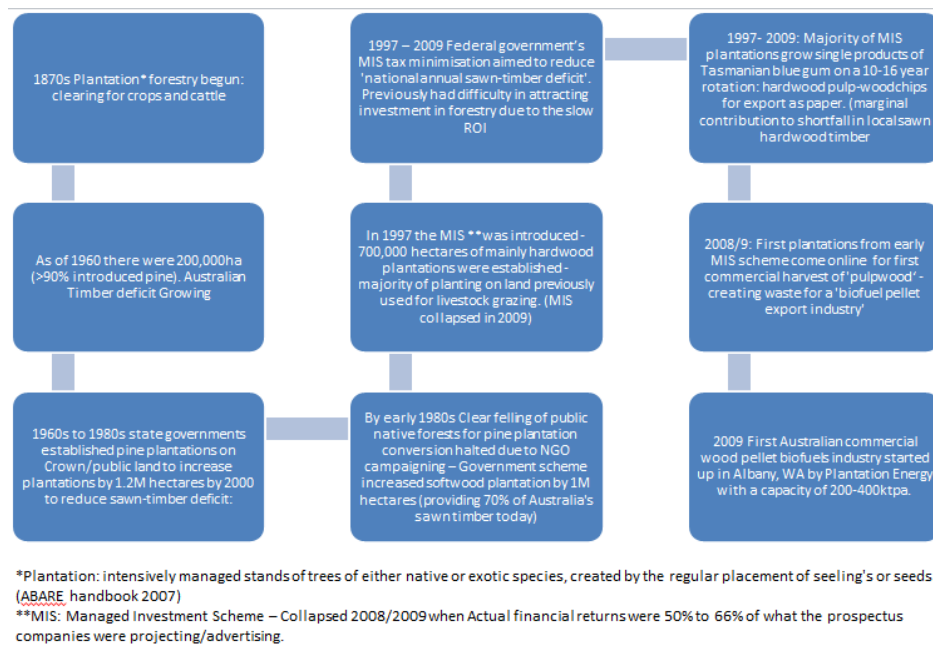 1870s Plantation* forestry begun:
clearing for crops and cattle
As of 1960 there were 200,000ha
(>90% introduced pine). Australian
Timber deficit Growing
1960s to 1980s state governments
established pine plantations on
Crown/public land to increase
plantations by 1.2M hectares by 2000
to reduce sawn-timber deficit:
By early 1980s Clear felling of public
native forests for pine plantation
conversion halted due to NGO
campaigning – Government scheme
increased softwood plantation by 1M
hectares (providing 70% of Australia's
sawn timber today)
In 1997 the MIS **was introduced -
700,000 hectares of mainly hardwood
plantations were established -
majority of planting on land previously
used for livestock grazing. (MIS
collapsed in 2009)
1997 – 2009 Federal government's
MIS tax minimisation aimed to reduce
'national annual sawn-timber deficit'.
Previously had difficulty in attracting
investment in forestry due to the slow
ROI
1997- 2009: Majority of MIS
plantations grow single products of
Tasmanian blue gum on a 10-16 year
rotation: hardwood pulp-woodchips
for export as paper. (marginal
contribution to shortfall in local sawn
hardwood timber
2008/9: First plantations from early
MIS scheme come online for first
commercial harvest of 'pulpwood' -
creating waste for a 'biofuel pellet
export industry'
2009 First Australian commercial
wood pellet biofuels industry started
up in Albany, WA by Plantation Energy
with a capacity of 200-400ktpa.
*Plantation: intensively managed stands of trees of either native or exotic species, created by the regular placement of seeling's or seeds
(ABARE handbook 2007)
**MIS: Managed Investment Scheme – Collapsed 2008/2009 when Actual financial returns were 50% to 66% of what the prospectus
companies were projecting/advertising.